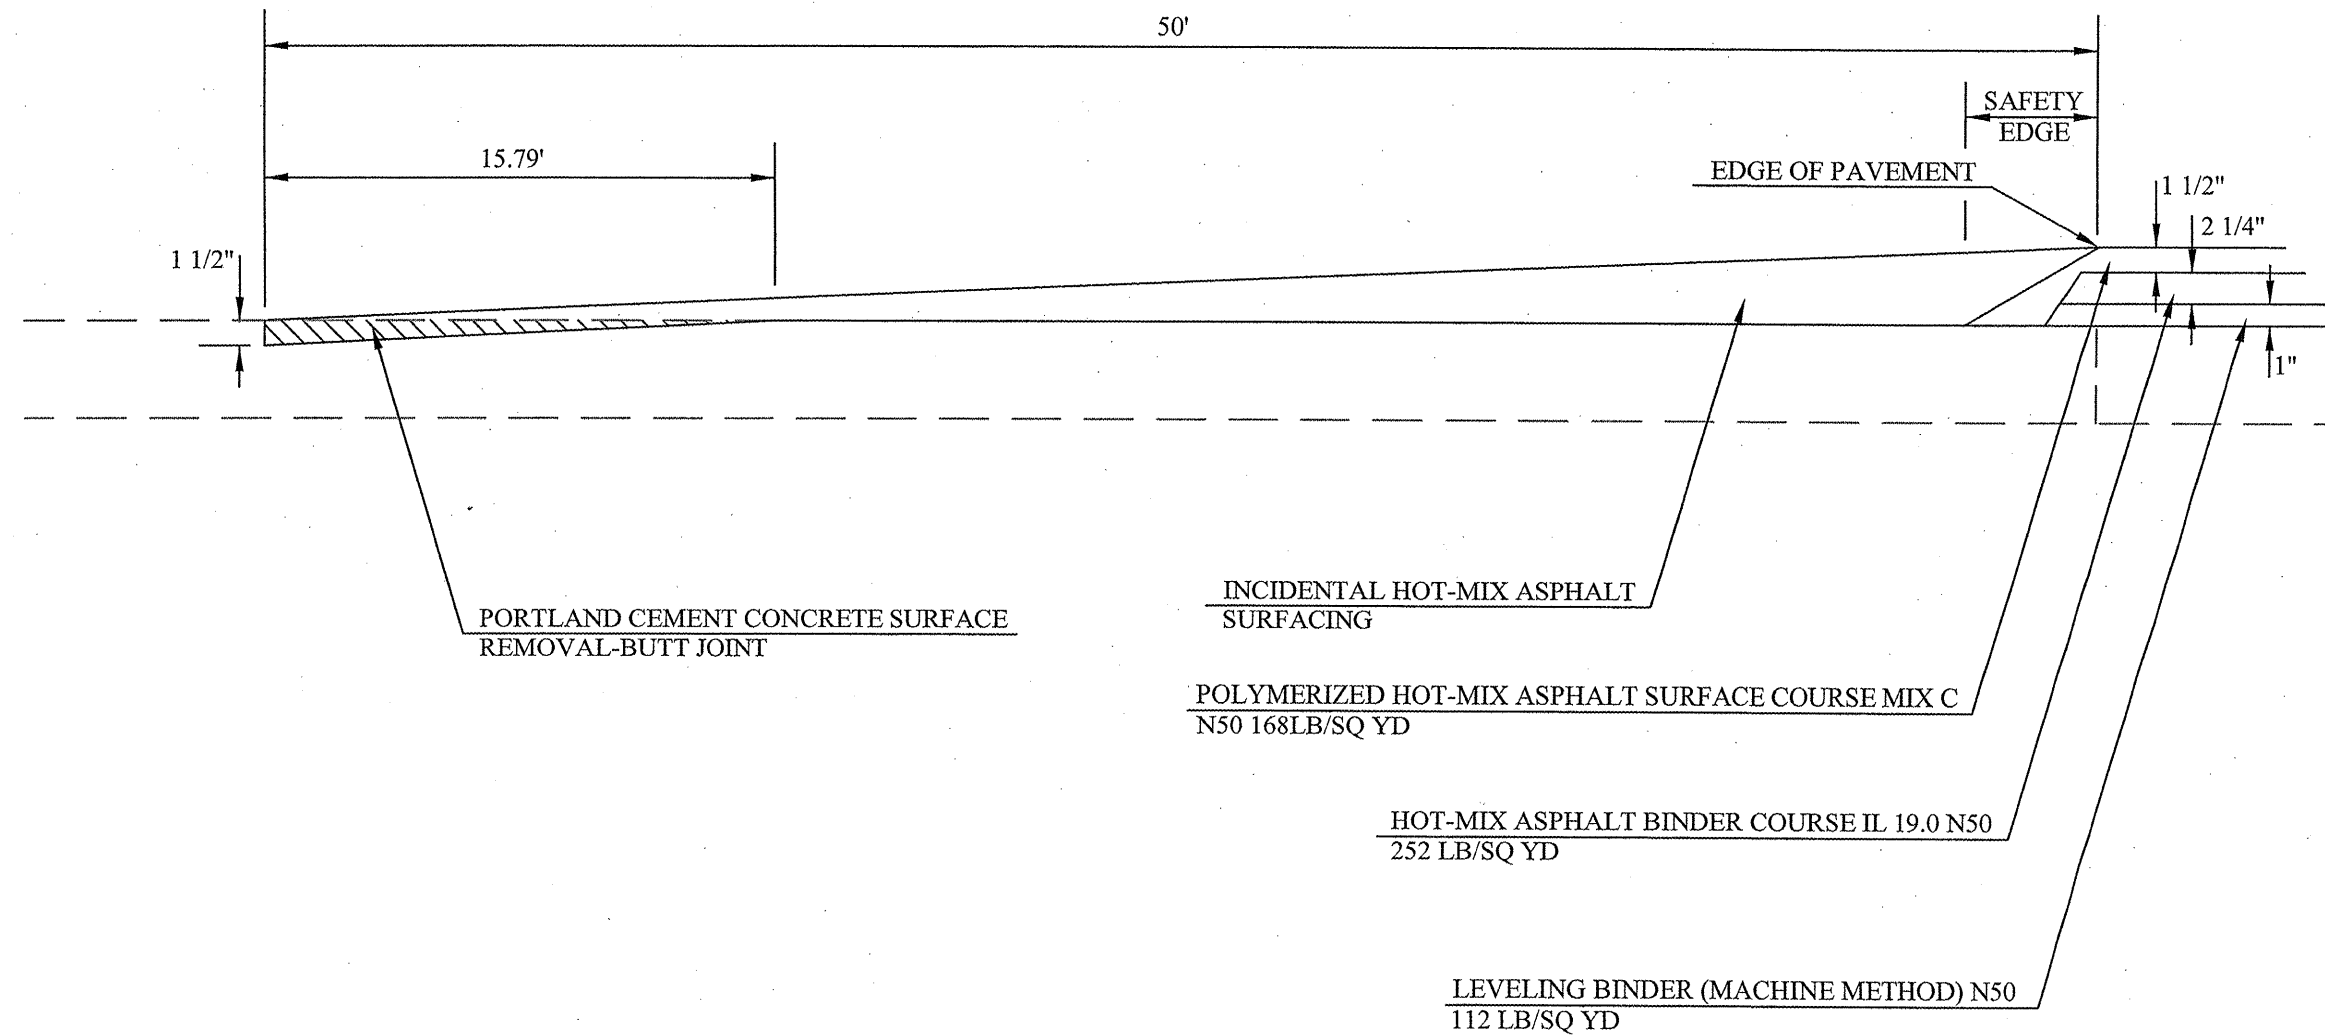 50'
SAFETY
EDGE
15.79'
EDGE OF PAVEMENT
1 1/2"
2 1/4"
1 1/2"
1"
INCIDENTAL HOT-MIX ASPHALT
SURFACING
PORTLAND CEMENT CONCRETE SURFACE
REMOVAL-BUTT JOINT
POLYMERIZED HOT-MIX ASPHALT SURFACE COURSE MIX C
N50 168LB/SQ YD
HOT-MIX ASPHALT BINDER COURSE IL 19.0 N50
252 LB/SQ YD
LEVELING BINDER (MACHINE METHOD) N50
112 LB/SQ YD